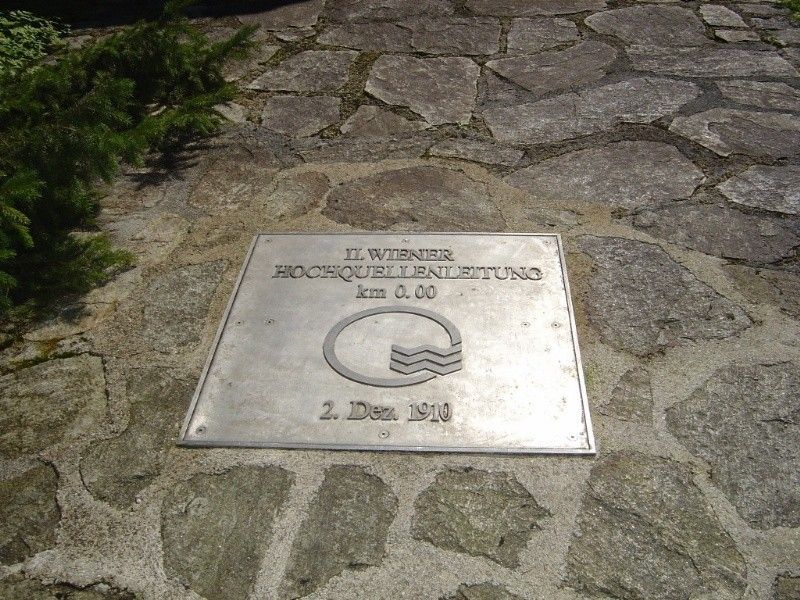 II. WIENER
HOCHQUELLENLEITUNG
km 0.00
2. Dez. 1910